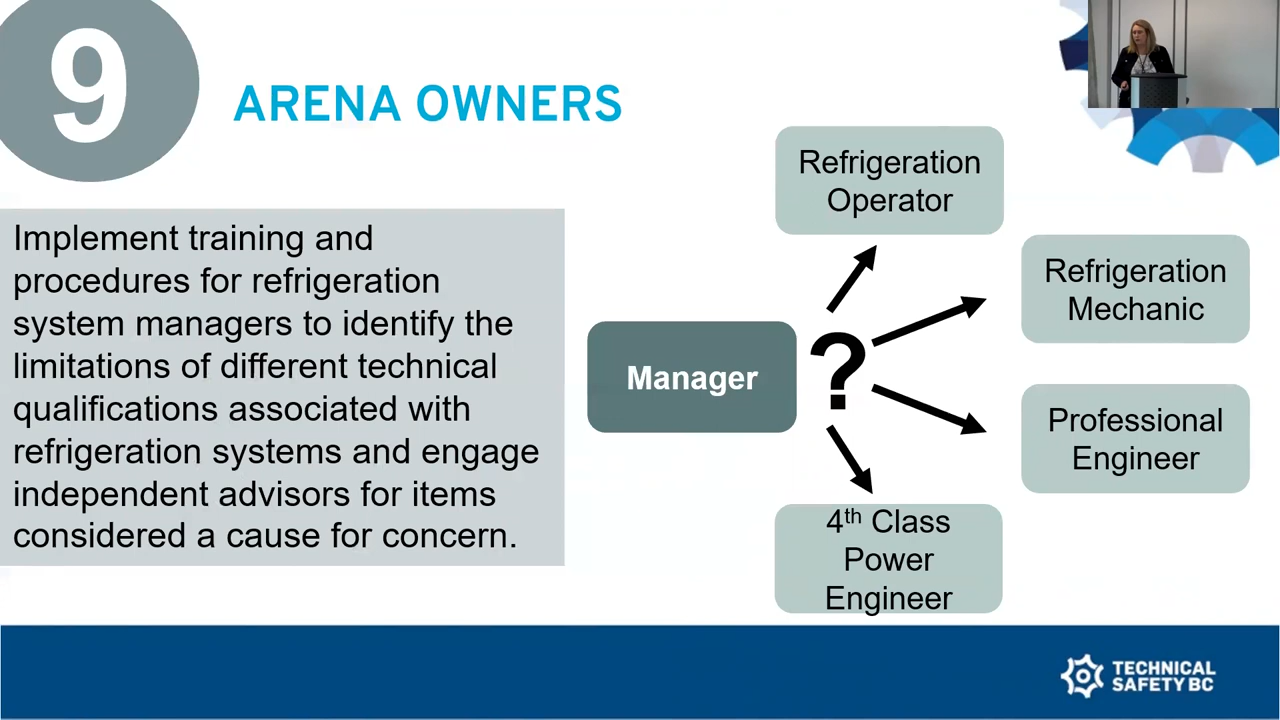 9
ARENA OWNERS
Implement training and
procedures for refrigeration
system managers to identify the
limitations of different technical
qualifications associated with
refrigeration systems and engage
independent advisors for items
considered a cause for concern.
Manager
?
Refrigeration
Operator
Refrigeration
Mechanic
Professional
Engineer
4th Class
Power
Engineer
TECHNICAL
SAFETY BC